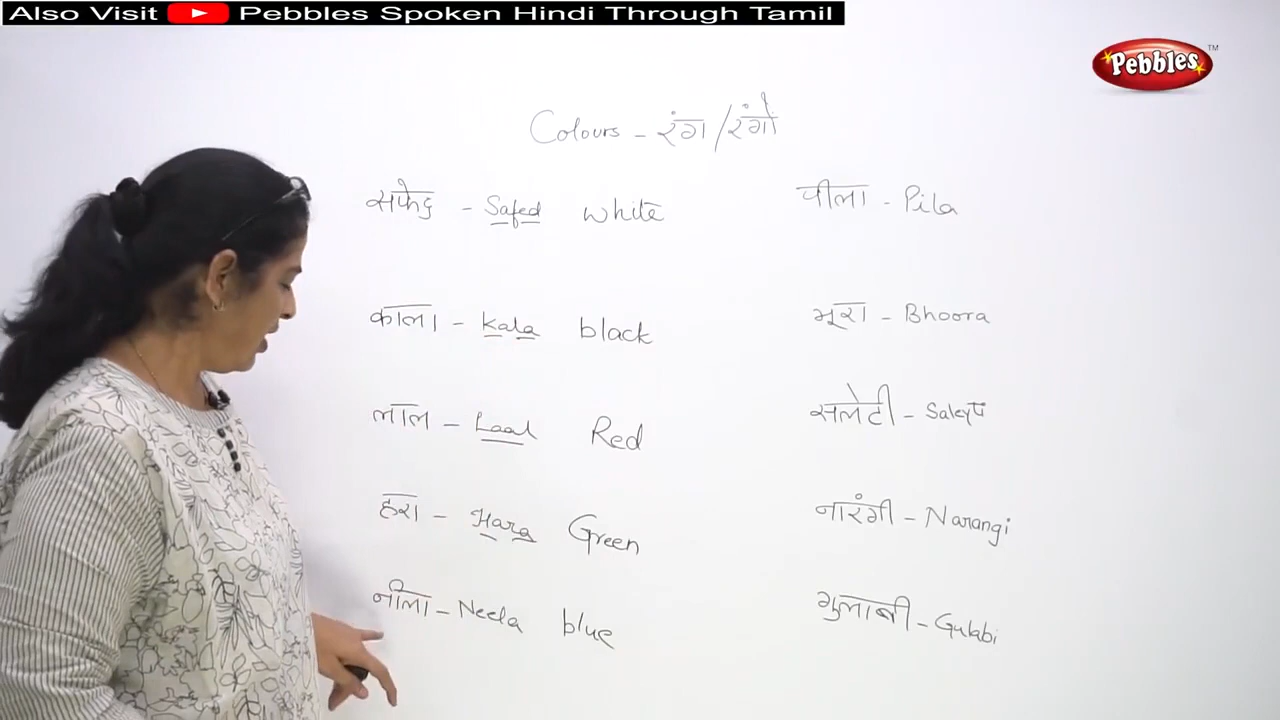 Also Visit Pebbles Spoken Hindi Through Tamil
Pebbles TM
Colours - रंग / रंगों
सफेद - Safed white
काला - Kala black
लाल - Laal Red
हरा - Hara Green
नीला - Neela blue
पीला - Pila
भूरा - Bhoora
सलेटी -
नारंगी - Narangi
गुलाबी - Gulabi